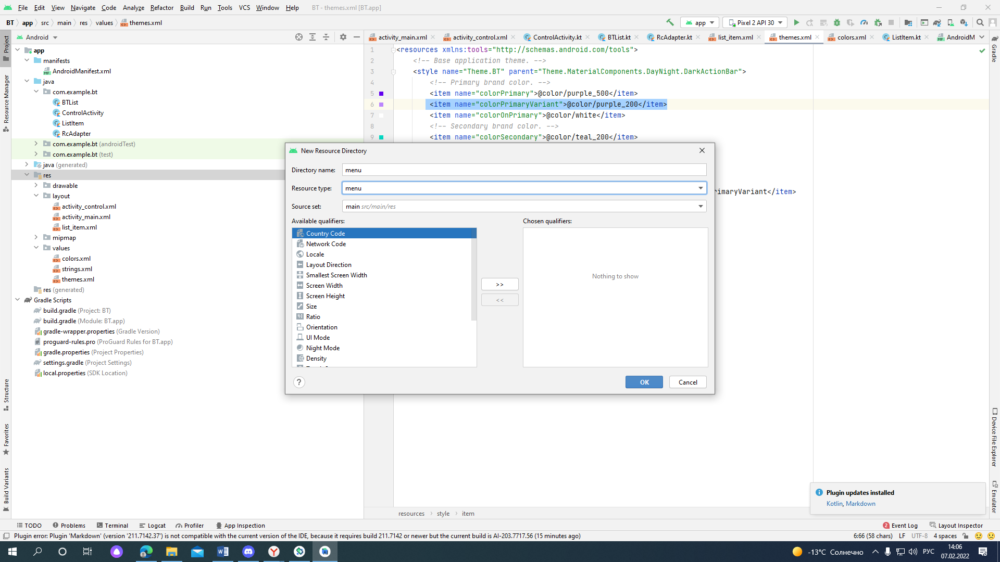 File Edit View Navigate Code Analyze Refactor Build Run Tools VCS Window Help BT - themes.xml [BT.app]
BT app src main res values themes.xml app Pixel 2 API 30
Project
Android
activity_main.xml activity_control.xml ControlActivity.kt BTList.kt RcAdapter.kt list_item.xml themes.xml colors.xml ListItem.kt AndroidM
Gradle
Resource Manager
app
manifests
AndroidManifest.xml
java
com.example.bt
BTList
ControlActivity
ListItem
RcAdapter
com.example.bt (androidTest)
com.example.bt (test)
java (generated)
res
drawable
layout
activity_control.xml
activity_main.xml
list_item.xml
mipmap
values
colors.xml
strings.xml
themes.xml
res (generated)
Gradle Scripts
build.gradle (Project: BT)
build.gradle (Module: BT.app)
gradle-wrapper.properties (Gradle Version)
proguard-rules.pro (ProGuard Rules for BT.app)
gradle.properties (Project Properties)
settings.gradle (Project Settings)
local.properties (SDK Location)
Structure
Favorites
Build Variants
1 <resources xmlns:tools="http://schemas.android.com/tools">
2 <!-- Base application theme. -->
3 <style name="Theme.BT" parent="Theme.MaterialComponents.DayNight.DarkActionBar">
4 <!-- Primary brand color. -->
5 <item name="colorPrimary">@color/purple_500</item>
6 <item name="colorPrimaryVariant">@color/purple_200</item>
7 <item name="colorOnPrimary">@color/white</item>
8 <!-- Secondary brand color. -->
9 <item name="colorSecondary">@color/teal_200</item>
rimaryVariant</item>
New Resource Directory
Directory name: menu
Resource type: menu
Source set: main src/main/res
Available qualifiers:
Country Code
Network Code
Locale
Layout Direction
Smallest Screen Width
Screen Width
Screen Height
Size
Ratio
Orientation
UI Mode
Night Mode
Density
>>
<<
Chosen qualifiers:
Nothing to show
?
OK Cancel
Device File Explorer
Emulator
Plugin updates installed
Kotlin, Markdown
resources style item
TODO Problems Terminal Logcat Profiler App Inspection 2 Event Log Layout Inspector
Plugin error: Plugin 'Markdown' (version '211.7142.37') is not compatible with the current version of the IDE, because it requires build 211.7142 or newer but the current build is AI-203.7717.56 (15 minutes ago) 6:66 (58 chars) LF UTF-8 4 spaces
-13°C Солнечно РУС 14:06
07.02.2022